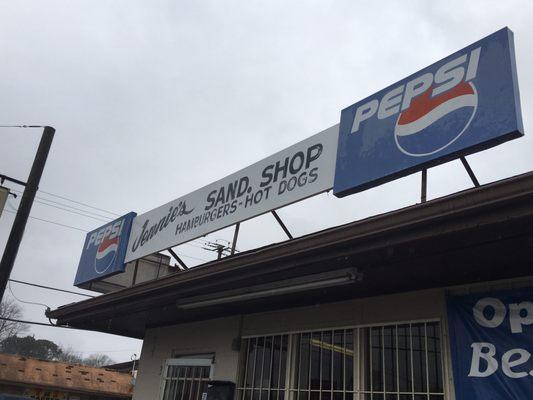 PEPSI
Jennie's SAND. SHOP
HAMBURGERS-HOT DOGS
PEPSI
Op
Be